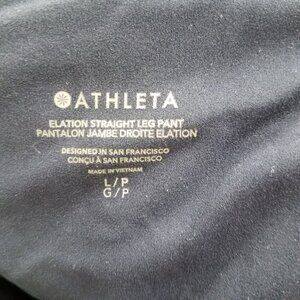 ATHLETA
ELATION STRAIGHT LEG PANT
PANTALON JAMBE DROITE ELATION
DESIGNED IN SAN FRANCISCO
CONÇU À SAN FRANCISCO
MADE IN VIETNAM
L/P
G/P